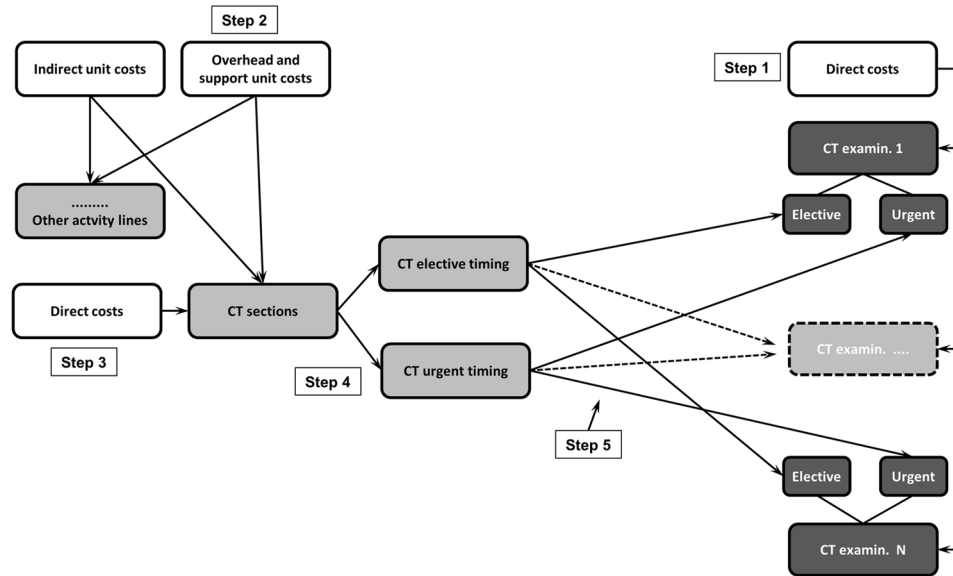 Step 2
Indirect unit costs
Overhead and
support unit costs
Step 1
Direct costs
CT examin. 1
Elective
Urgent
.........
Other actvity lines
CT elective timing
Direct costs
CT sections
Step 3
CT examin. ....
Step 4
CT urgent timing
Step 5
Elective
Urgent
CT examin. N